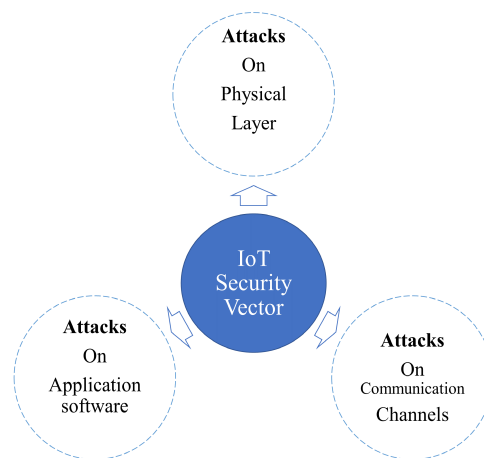 Attacks
On
Physical
Layer
IoT
Security
Vector
Attacks
On
Application
software
Attacks
On
Communication
Channels